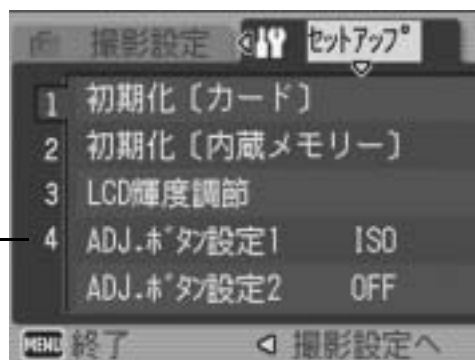 撮影設定 セットアップ
1 初期化〔カード〕
2 初期化〔内蔵メモリー〕
3 LCD輝度調節
4 ADJ.ボタン設定1 ISO
ADJ.ボタン設定2 OFF
MENU 終了 撮影設定へ